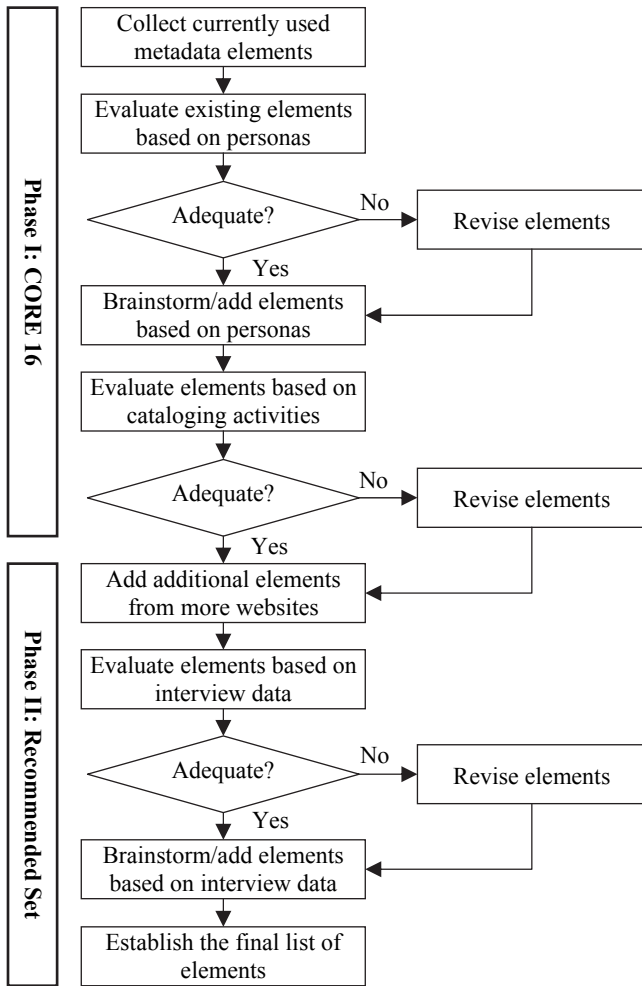 Phase I: CORE 16
Collect currently used
metadata elements
Evaluate existing elements
based on personas
Adequate?
No
Revise elements
Yes
Brainstorm/add elements
based on personas
Evaluate elements based on
cataloging activities
Adequate?
No
Revise elements
Yes
Phase II: Recommended Set
Add additional elements
from more websites
Evaluate elements based on
interview data
Adequate?
No
Revise elements
Yes
Brainstorm/add elements
based on interview data
Establish the final list of
elements